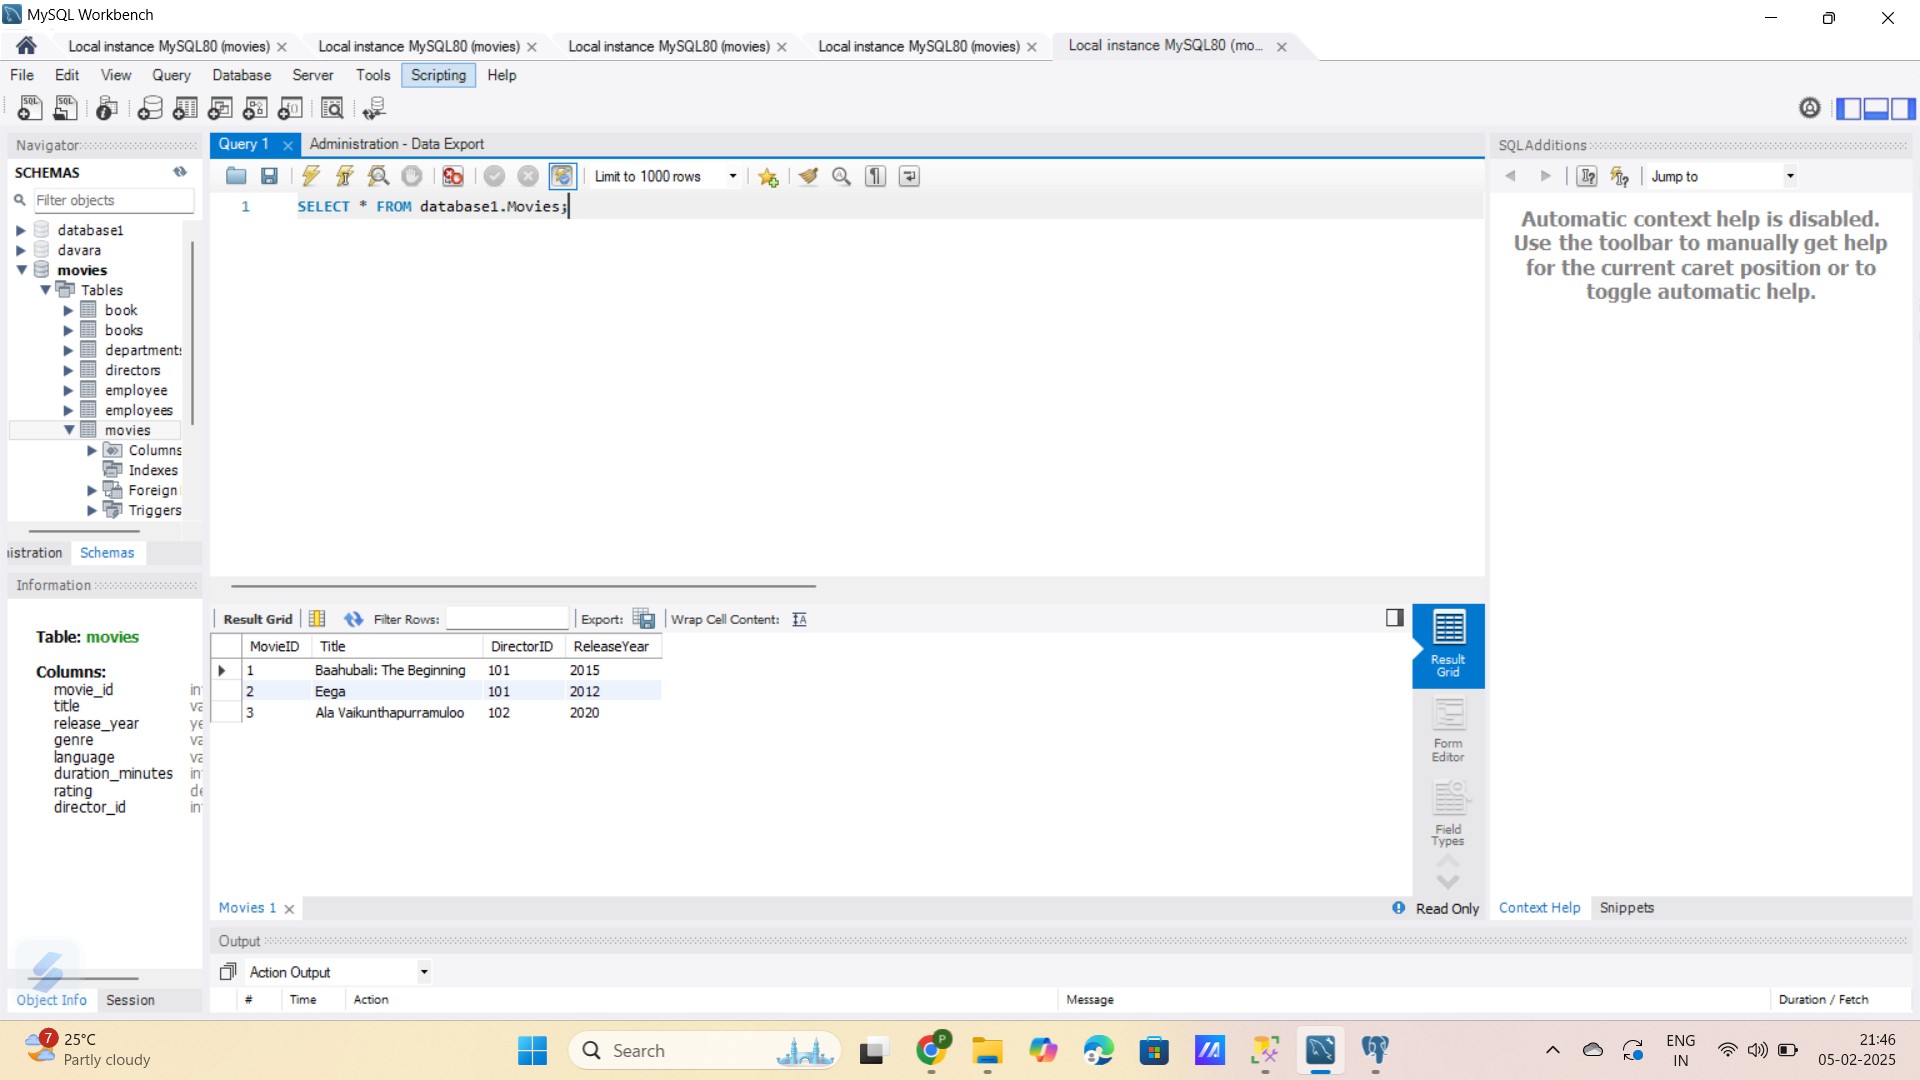 MySQL Workbench
Local instance MySQL80 (movies) Local instance MySQL80 (movies) Local instance MySQL80 (movies) Local instance MySQL80 (movies) Local instance MySQL80 (mo...
File Edit View Query Database Server Tools Scripting Help
Navigator
SCHEMAS
Filter objects
database1
davara
movies
Tables
book
books
departments
directors
employee
employees
movies
Columns
Indexes
Foreign
Triggers
istration Schemas
Information
Table: movies
Columns:
movie_id in
title va
release_year ye
genre va
language va
duration_minutes in
rating de
director_id in
Object Info Session
Query 1 Administration - Data Export
Limit to 1000 rows
1 SELECT * FROM database1.Movies;
Result Grid Filter Rows: Export: Wrap Cell Content:
MovieID Title DirectorID ReleaseYear
1 Baahubali: The Beginning 101 2015
2 Eega 101 2012
3 Ala Vaikunthapurramuloo 102 2020
Result Grid
Form Editor
Field Types
Movies 1 Read Only
SQLAdditions
Jump to
Automatic context help is disabled.
Use the toolbar to manually get help
for the current caret position or to
toggle automatic help.
Context Help Snippets
Output
Action Output
# Time Action Message Duration / Fetch
7 25°C
Partly cloudy
Search
P
ENG
IN
21:46
05-02-2025